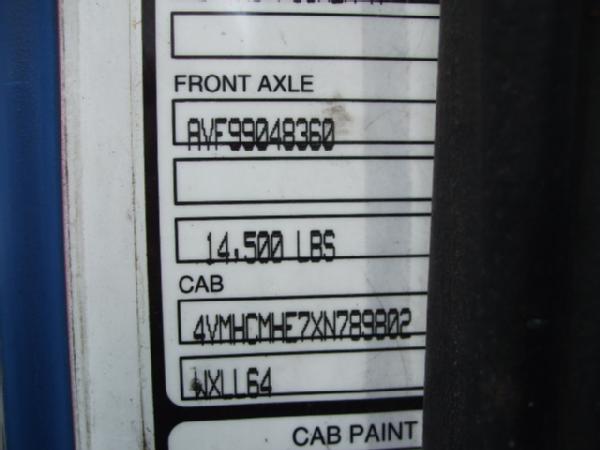 FRONT AXLE
AVF99048360
14,500 LBS
CAB
4VMHCMHE7XN789802
WXLL64
CAB PAINT